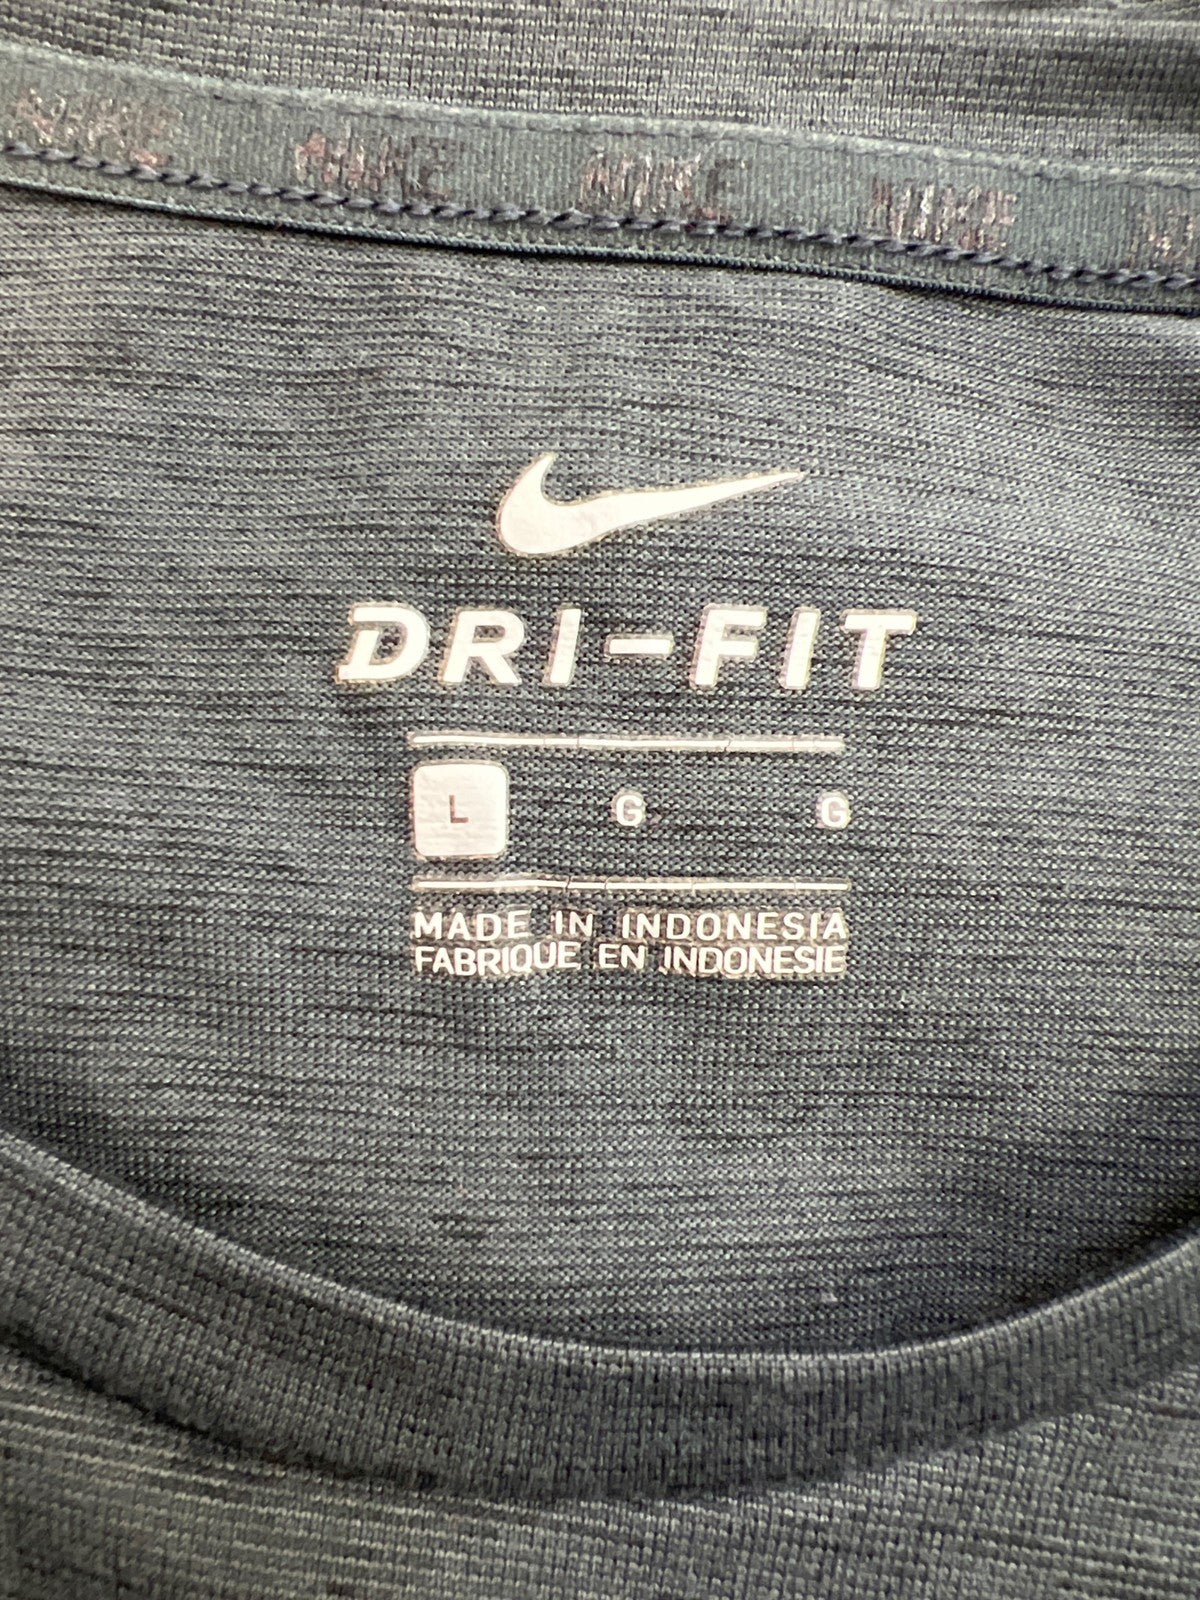 NIKE NIKE NIKE NIKE
DRI-FIT
L G G
MADE IN INDONESIA
FABRIQUE EN INDONESIE